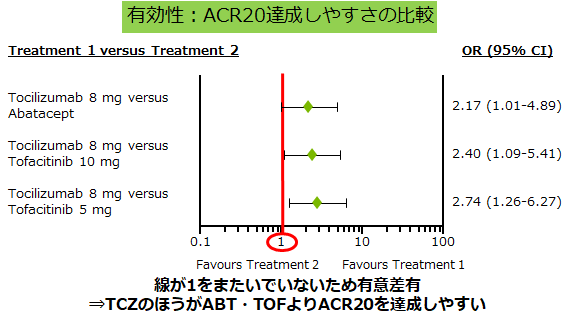 有効性：ACR20達成しやすさの比較
Treatment 1 versus Treatment 2
OR (95% CI)
Tocilizumab 8 mg versus
Abatacept
2.17 (1.01-4.89)
Tocilizumab 8 mg versus
Tofacitinib 10 mg
2.40 (1.09-5.41)
Tocilizumab 8 mg versus
Tofacitinib 5 mg
2.74 (1.26-6.27)
0.1 1 10 100
Favours Treatment 2 Favours Treatment 1
線が1をまたいでいないため有意差有
⇒TCZのほうがABT・TOFよりACR20を達成しやすい